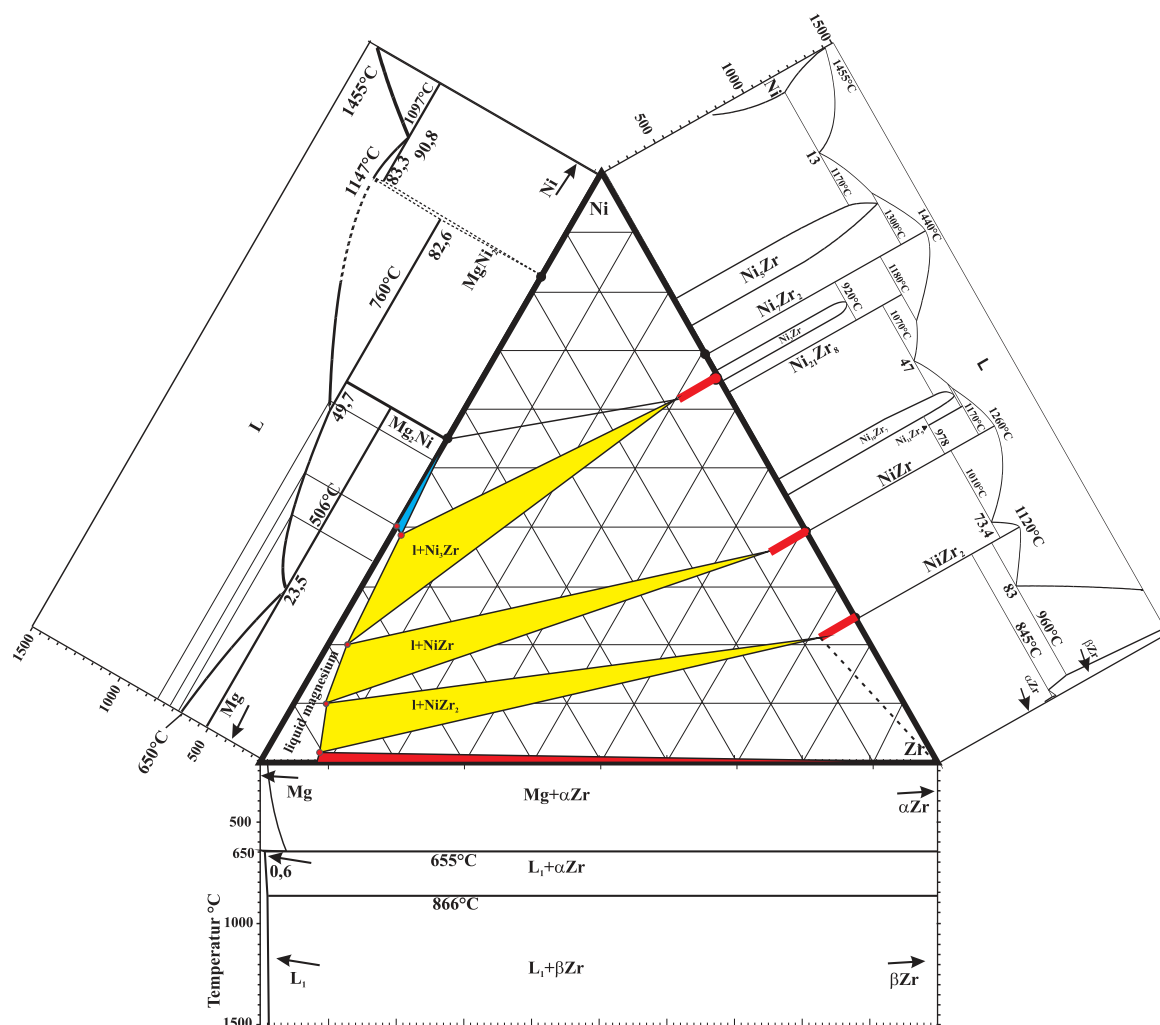 1500
1455°C
1097°C
1147°C
83,3
90,8
Ni
82,6
MgNi
760°C
L
49,7
Mg₂Ni
506°C
23,5
1500
1000
500
650°C
Mg
Ni
500
1000
Ni
1455°C
13
1170°C
1300°C
1440°C
Ni₅Zr
Ni₇Zr₂
1180°C
920°C
Ni₃Zr
1070°C
Ni₂₁Zr₈
47
L
1170°C
1260°C
978
NiZr
1010°C
73,4
1120°C
NiZr₂
83
960°C
845°C
βZr
αZr
l+Ni₃Zr
l+NiZr
l+NiZr₂
liquid magnesium
Zr
Mg
Mg+αZr
αZr
500
650
655°C
0,6
L₁+αZr
866°C
1000
Temperatur °C
L₁
L₁+βZr
βZr
1500